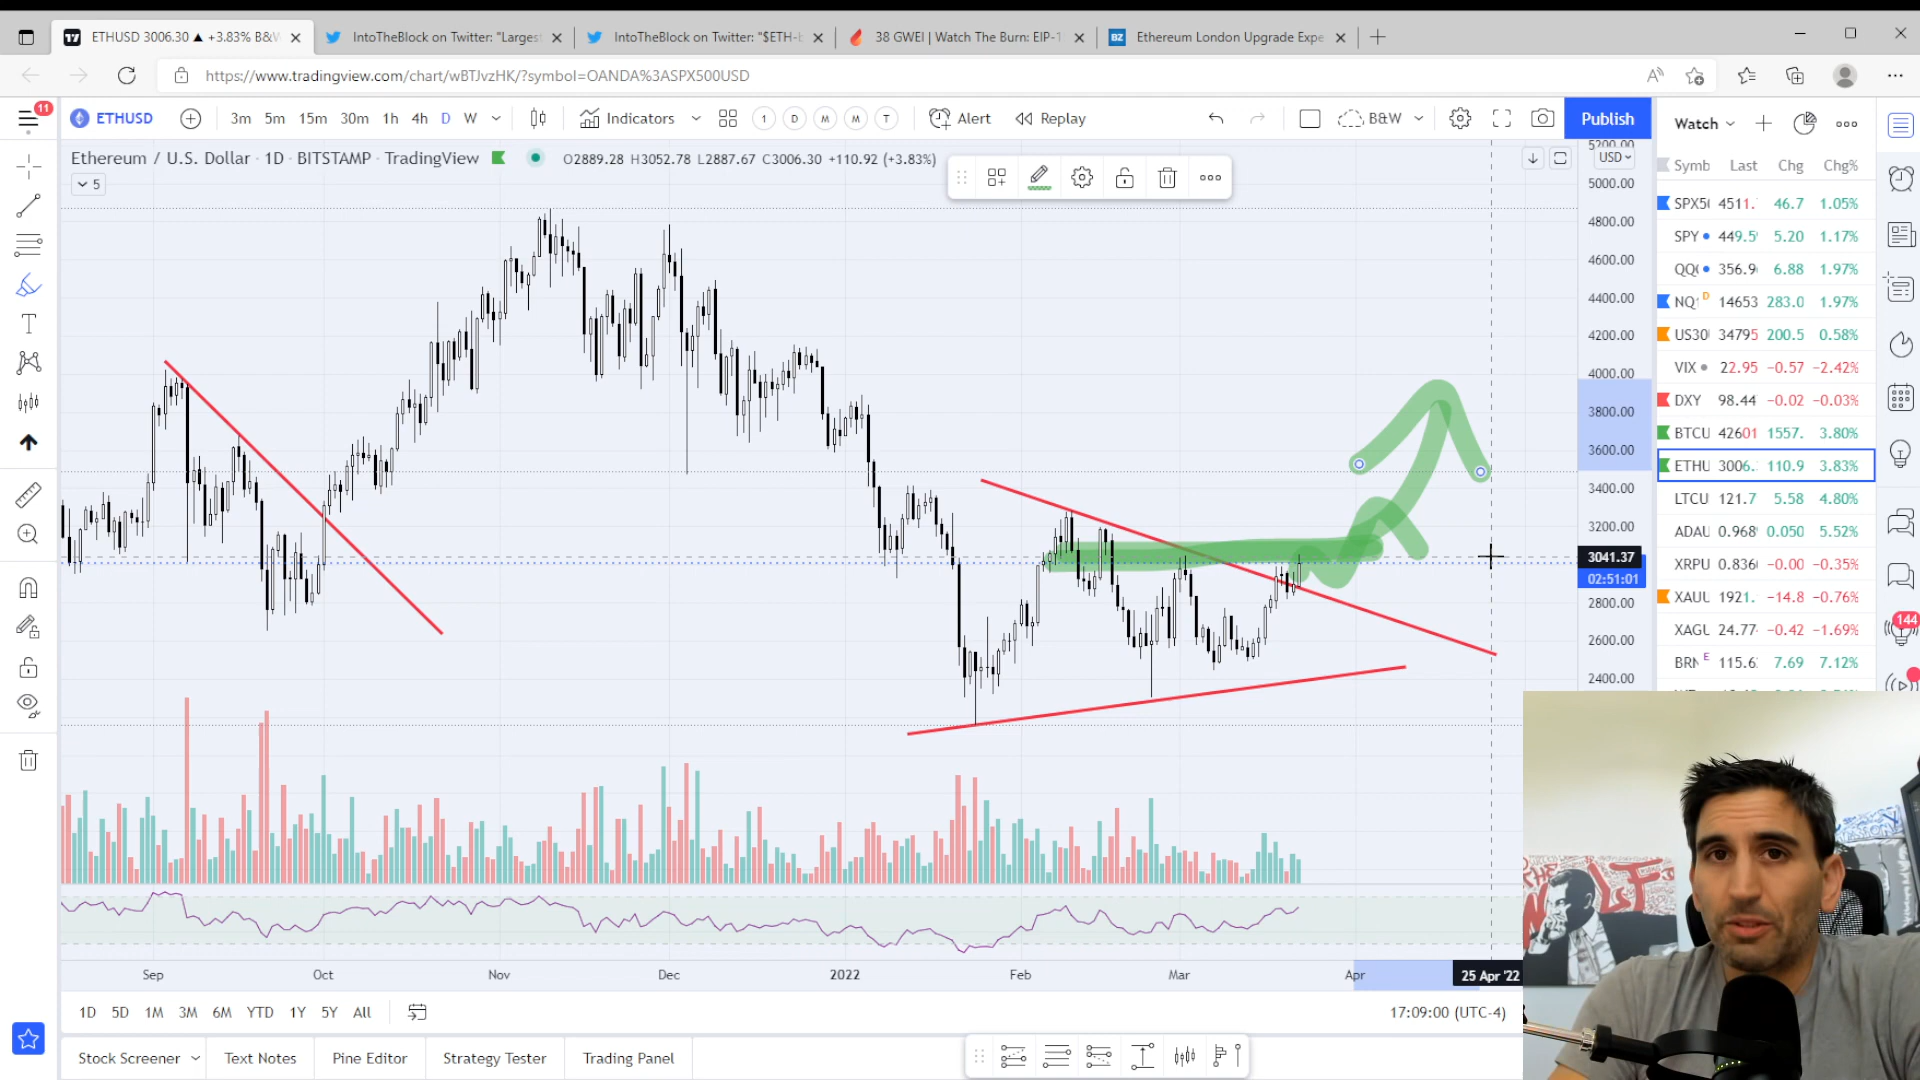 ETHUSD 3006.30 ▲ +3.83% B&W
IntoTheBlock on Twitter: "Largest
IntoTheBlock on Twitter: "$ETH-b
38 GWEI | Watch The Burn: EIP-1
BZ
Ethereum London Upgrade Expe
https://www.tradingview.com/chart/wBTJvzHK/?symbol=OANDA%3ASPX500USD
11
ETHUSD
3m 5m 15m 30m 1h 4h D W
Indicators
1 D M M T
Alert
Replay
B&W
Publish
Watch
Ethereum / U.S. Dollar · 1D · BITSTAMP · TradingView
O2889.28 H3052.78 L2887.67 C3006.30 +110.92 (+3.83%)
5
USD
5200.00
5000.00
4800.00
4600.00
4400.00
4200.00
4000.00
3800.00
3600.00
3400.00
3200.00
3041.37
02:51:01
2800.00
2600.00
2400.00
Symb Last Chg Chg%
SPX5( 4511. 46.7 1.05%
SPY 449.5 5.20 1.17%
QQ 356.9 6.88 1.97%
NQ1 D 14653 283.0 1.97%
US30 34795 200.5 0.58%
VIX 22.95 −0.57 −2.42%
DXY 98.44 −0.02 −0.03%
BTCU 42601 1557. 3.80%
ETHU 3006. 110.9 3.83%
LTCU 121.7 5.58 4.80%
ADAU 0.968 0.050 5.52%
XRPU 0.836 −0.00 −0.35%
XAUU 1921. −14.8 −0.76%
XAGU 24.77 −0.42 −1.69%
BRN E 115.6 7.69 7.12%
144
Sep Oct Nov Dec 2022 Feb Mar Apr 25 Apr '22
1D 5D 1M 3M 6M YTD 1Y 5Y All
17:09:00 (UTC-4)
Stock Screener
Text Notes
Pine Editor
Strategy Tester
Trading Panel
THE